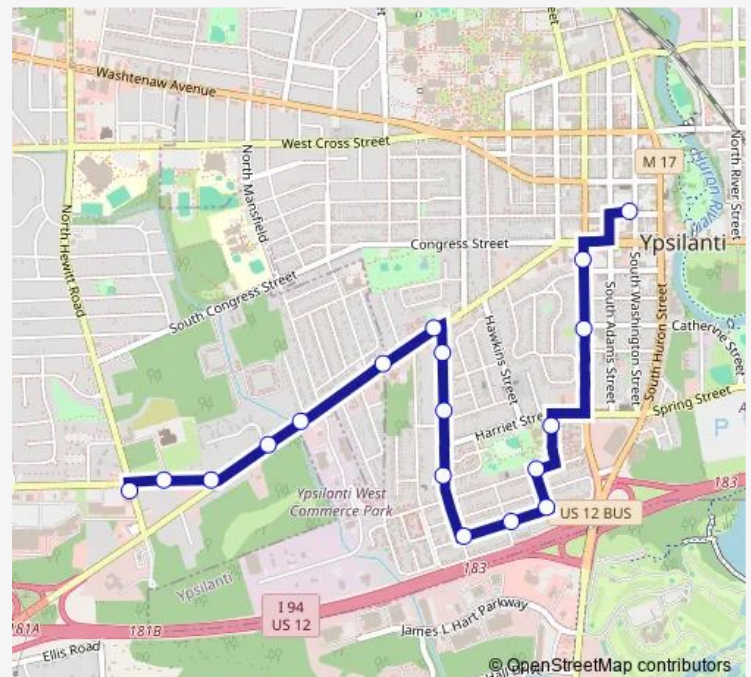 Washtenaw Avenue
West Cross Street
North Mansfield
M 17
Huron River
North River Street
North Hewitt Road
Congress Street
Ypsilanti
South Congress Street
Hawkins Street
South Adams Street
South Washington Street
South Huron Street
Catherine Street
Harriet Stre
Spring Street
P
Ypsilanti West
Commerce Park
US 12 BUS
183
183
Ypsilanti
I 94
US 12
181A
181B
James L Hart Parkway
Ellis Road
© OpenStreetMap contributors